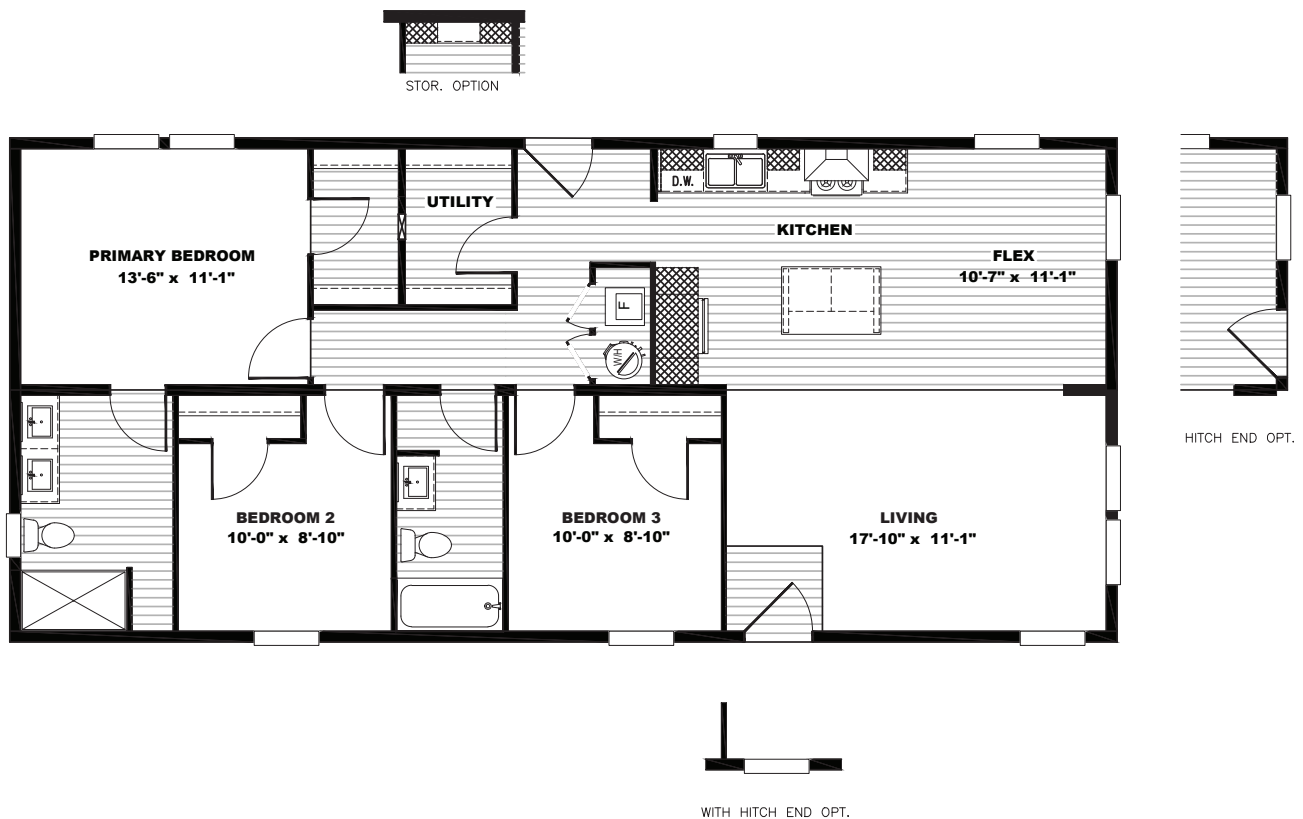 STOR. OPTION
UTILITY
D.W.
KITCHEN
PRIMARY BEDROOM
13'-6" x 11'-1"
FLEX
10'-7" x 11'-1"
F
W/H
HITCH END OPT.
BEDROOM 2
10'-0" x 8'-10"
BEDROOM 3
10'-0" x 8'-10"
LIVING
17'-10" x 11'-1"
WITH HITCH END OPT.